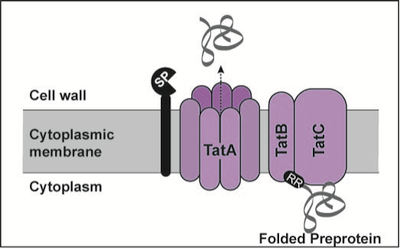 SP
Cell wall
Cytoplasmic
membrane
TatA
TatB
TatC
Cytoplasm
RR
Folded Preprotein